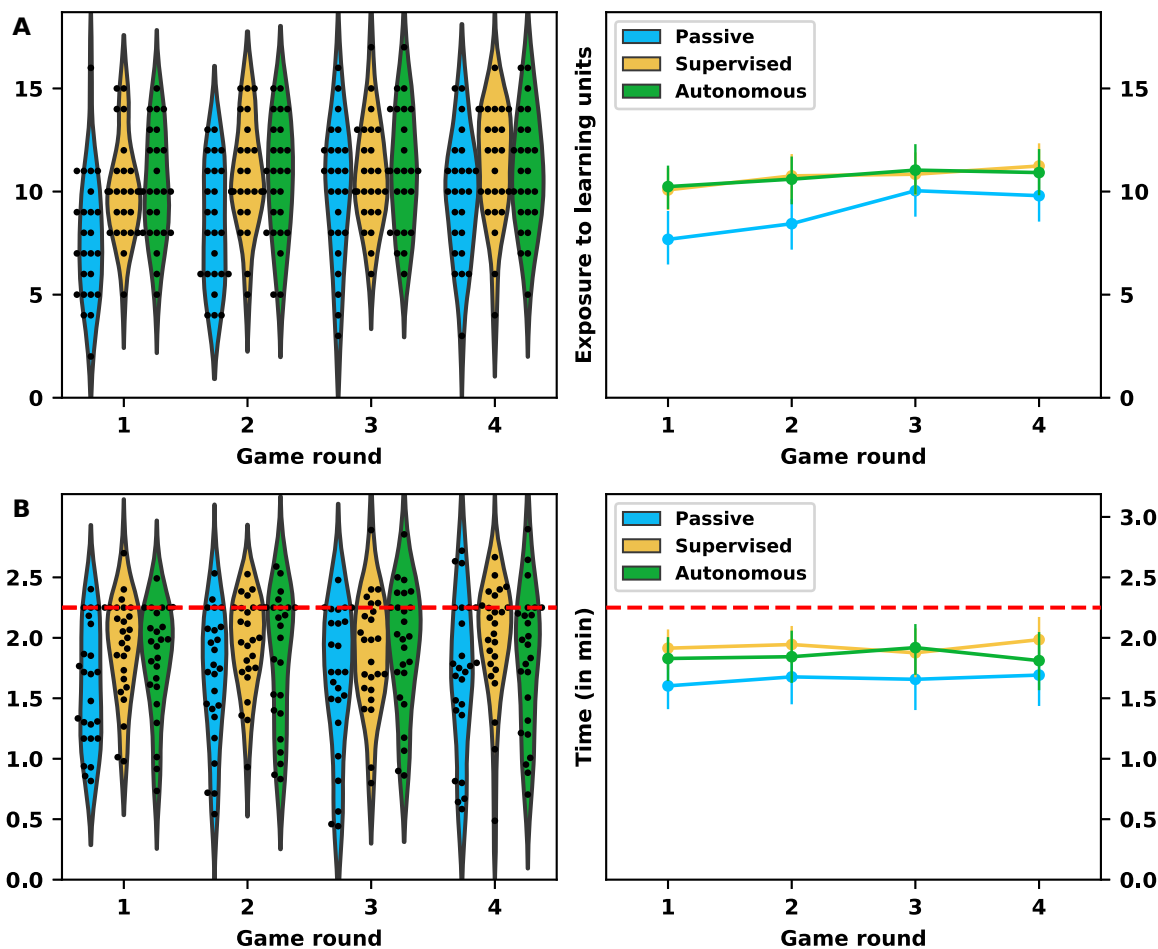 A
15
10
5
0
1 2 3 4
Game round
Exposure to learning units
Passive
Supervised
Autonomous
15
10
5
0
1 2 3 4
Game round
B
2.5
2.0
1.5
1.0
0.5
0.0
1 2 3 4
Game round
Time (in min)
Passive
Supervised
Autonomous
3.0
2.5
2.0
1.5
1.0
0.5
0.0
1 2 3 4
Game round